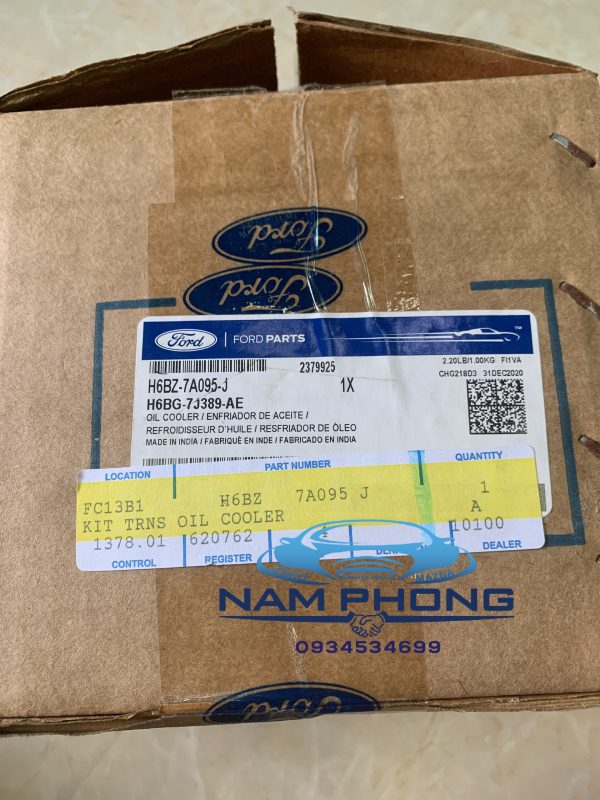 Ford
Ford
Ford FORD PARTS
2379925
2.20LB/1.00KG FI1VA
H6BZ-7A095-J 1X
CHG218D3 31DEC2020
H6BG-7J389-AE
OIL COOLER / ENFRIADOR DE ACEITE /
REFROIDISSEUR D'HUILE / RESFRIADOR DE ÓLEO
MADE IN INDIA / FABRIQUÉ EN INDE / FABRICADO EN INDIA
LOCATION PART NUMBER QUANTITY
FC13B1 H6BZ 7A095 J 1
KIT TRNS OIL COOLER A
1378.01 620762 10100
CONTROL REGISTER DEALER
NAM PHONG
0934534699
Ford